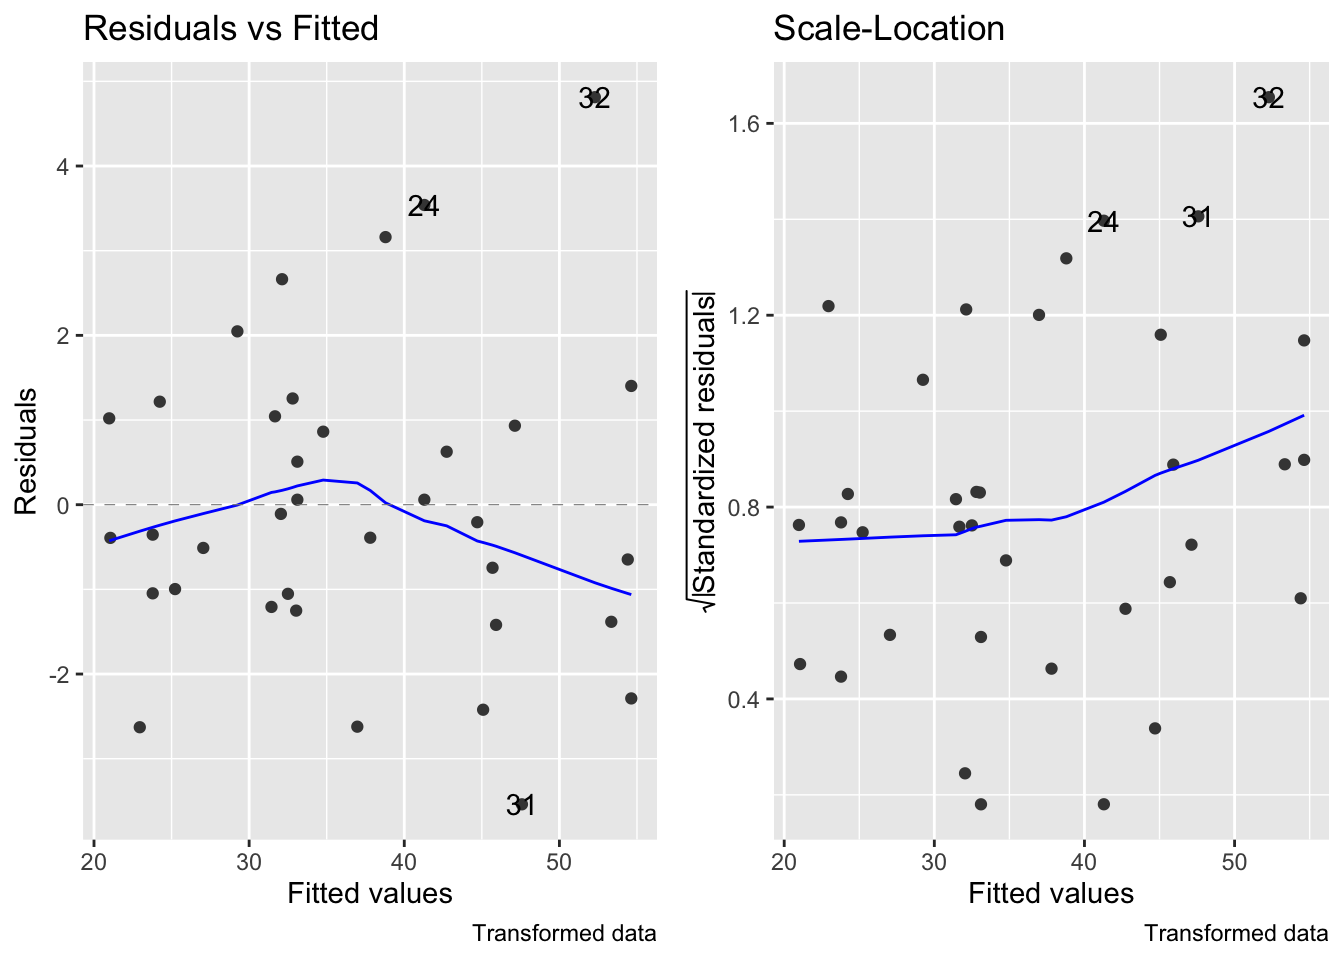 Residuals vs Fitted
Residuals
4
2
0
-2
32
24
31
20
30
40
50
Fitted values
Transformed data
Scale-Location
√|Standardized residuals|
1.6
1.2
0.8
0.4
32
24
31
20
30
40
50
Fitted values
Transformed data